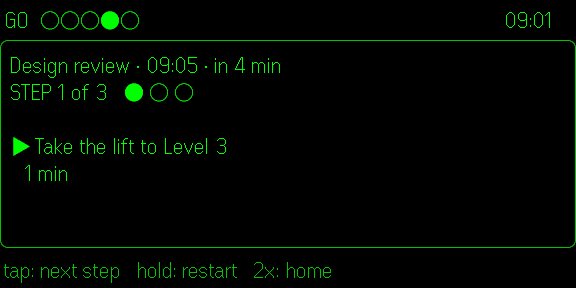 GO 09:01
Design review · 09:05 · in 4 min
STEP 1 of 3
Take the lift to Level 3
1 min
tap: next step hold: restart 2x: home